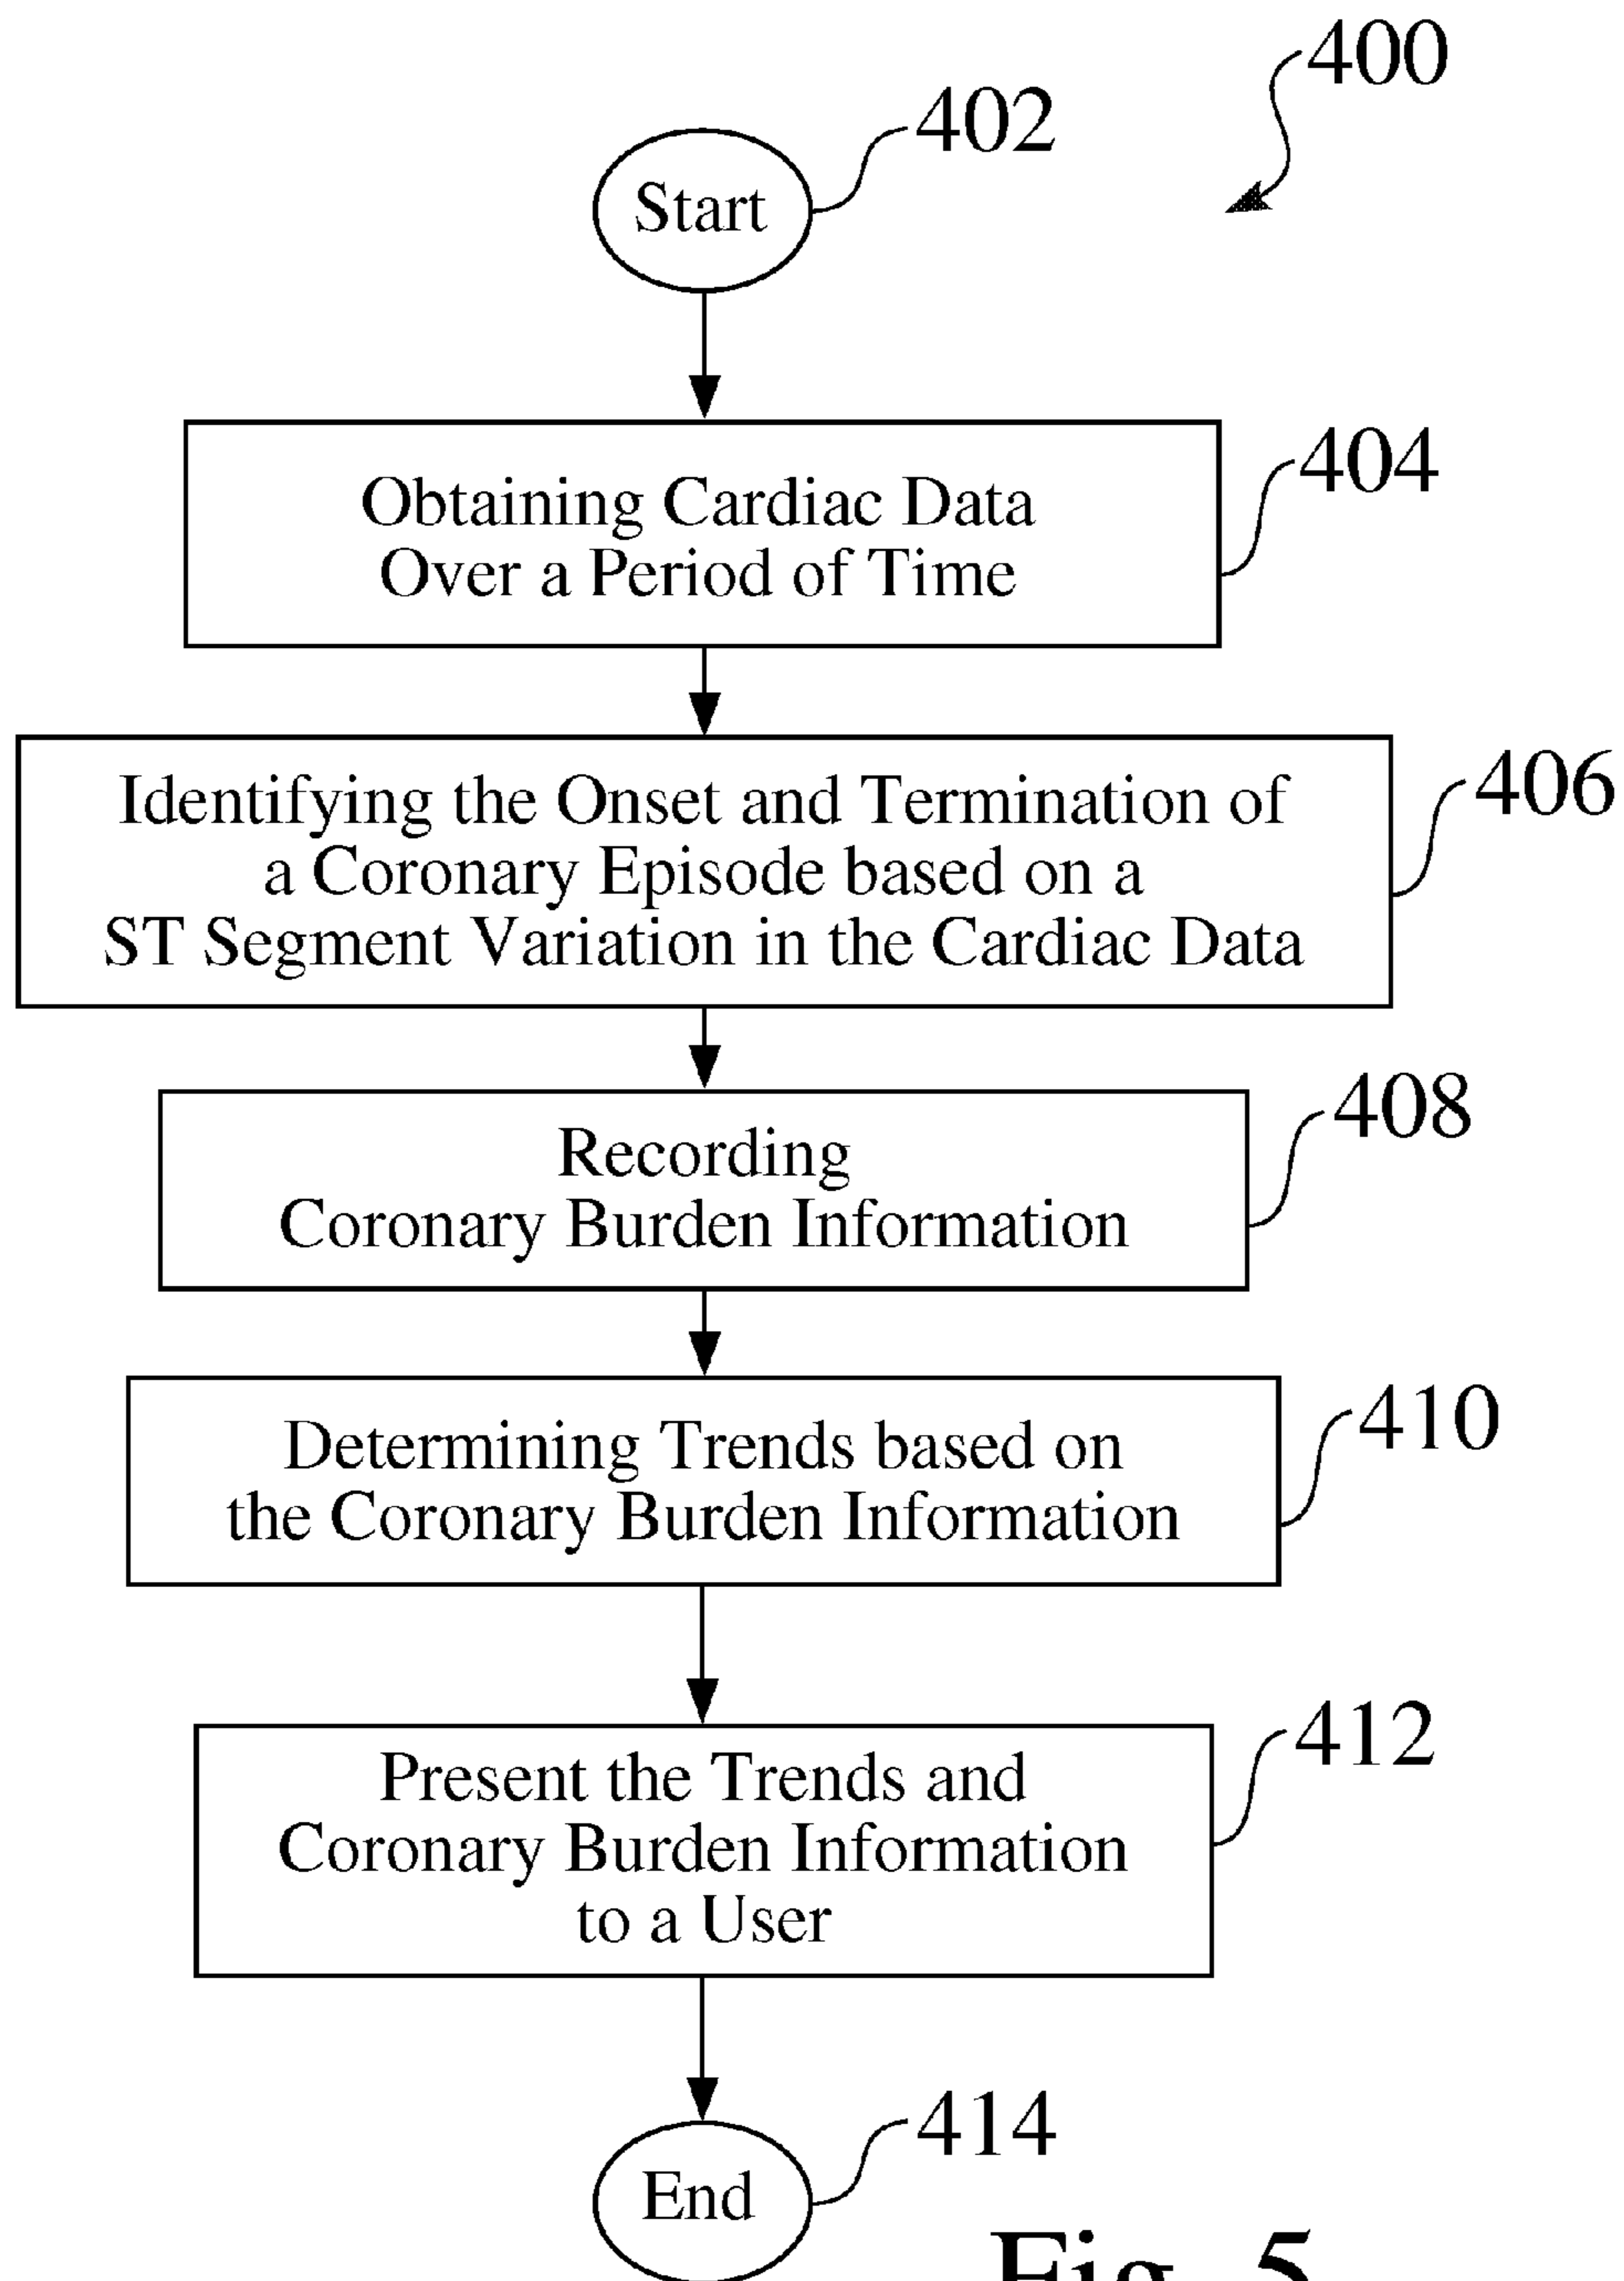 400
402
Start
404
Obtaining Cardiac Data
Over a Period of Time
406
Identifying the Onset and Termination of
a Coronary Episode based on a
ST Segment Variation in the Cardiac Data
408
Recording
Coronary Burden Information
410
Determining Trends based on
the Coronary Burden Information
412
Present the Trends and
Coronary Burden Information
to a User
414
End
Fig. 5